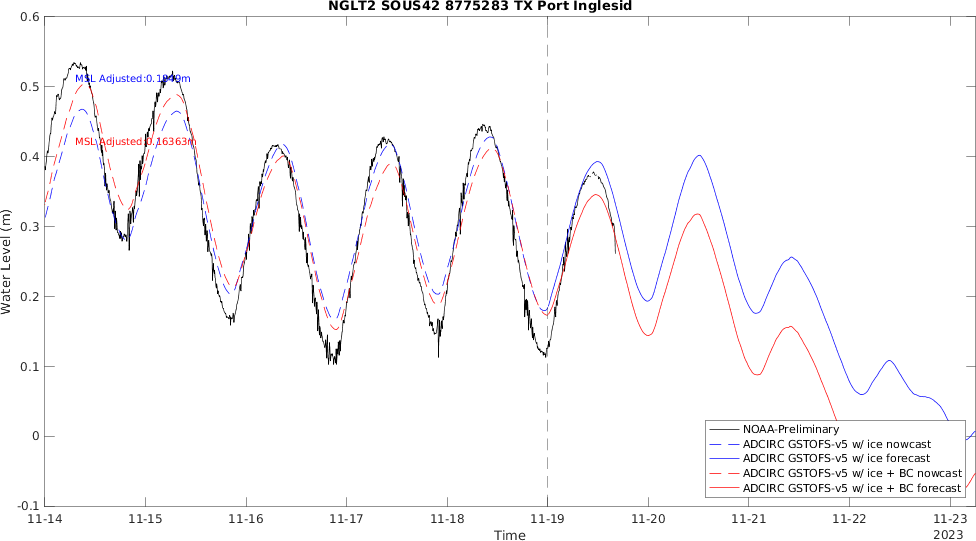 NGLT2 SOUS42 8775283 TX Port Inglesid
0.6
0.5
0.4
0.3
0.2
0.1
0
-0.1
Water Level (m)
MSL Adjusted:0.1
MSL Adjusted:0.16363m
NOAA-Preliminary
ADCIRC GSTOFS-v5 w/ ice nowcast
ADCIRC GSTOFS-v5 w/ ice forecast
ADCIRC GSTOFS-v5 w/ ice + BC nowcast
ADCIRC GSTOFS-v5 w/ ice + BC forecast
11-14 11-15 11-16 11-17 11-18 11-19 11-20 11-21 11-22 11-23
Time
2023